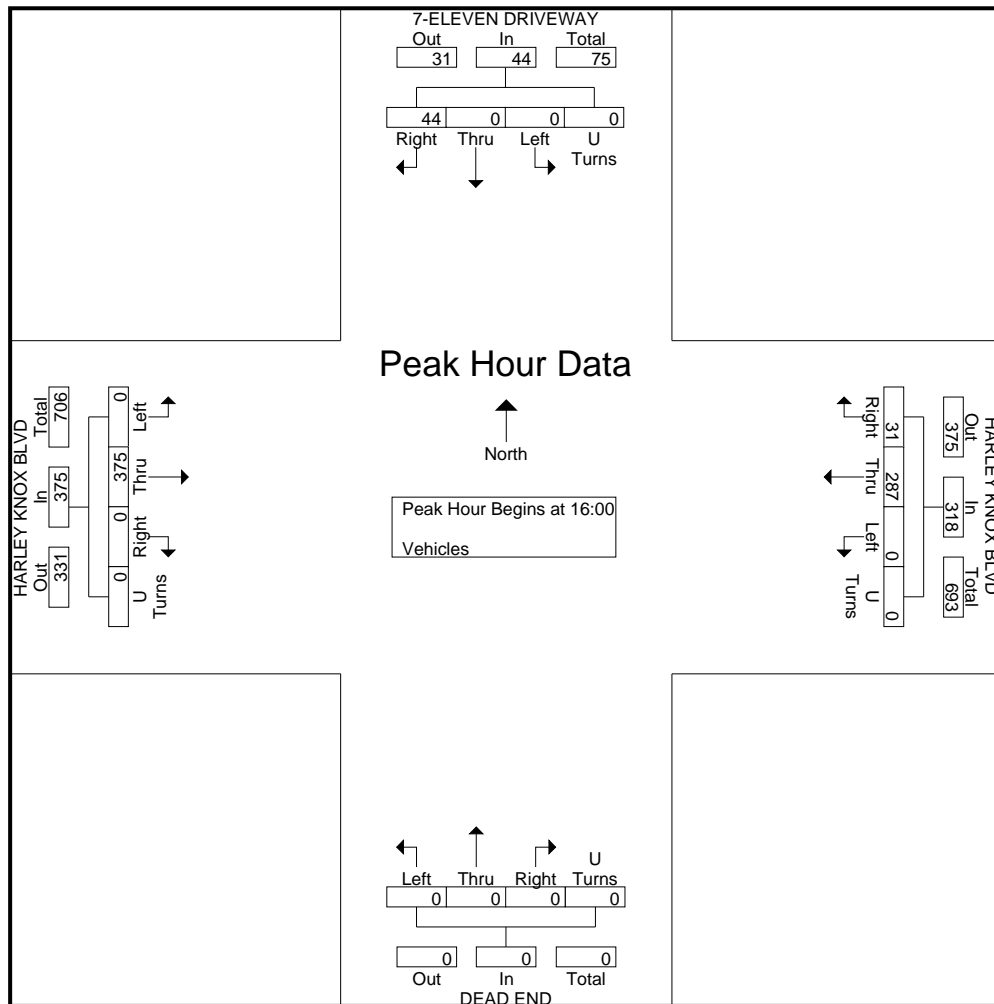 7-ELEVEN DRIVEWAY
Out In Total
31 44 75
44 0 0 0
Right Thru Left U
Turns
Peak Hour Data
North
Peak Hour Begins at 16:00
Vehicles
HARLEY KNOX BLVD
Out In Total
331 375 706
0 375 0 0
Left Thru Right U
Turns
HARLEY KNOX BLVD
Out In Total
375 318 693
31 287 0 0
Right Thru Left U
Turns
U
Left Thru Right Turns
0 0 0 0
0 0 0
Out In Total
DEAD END